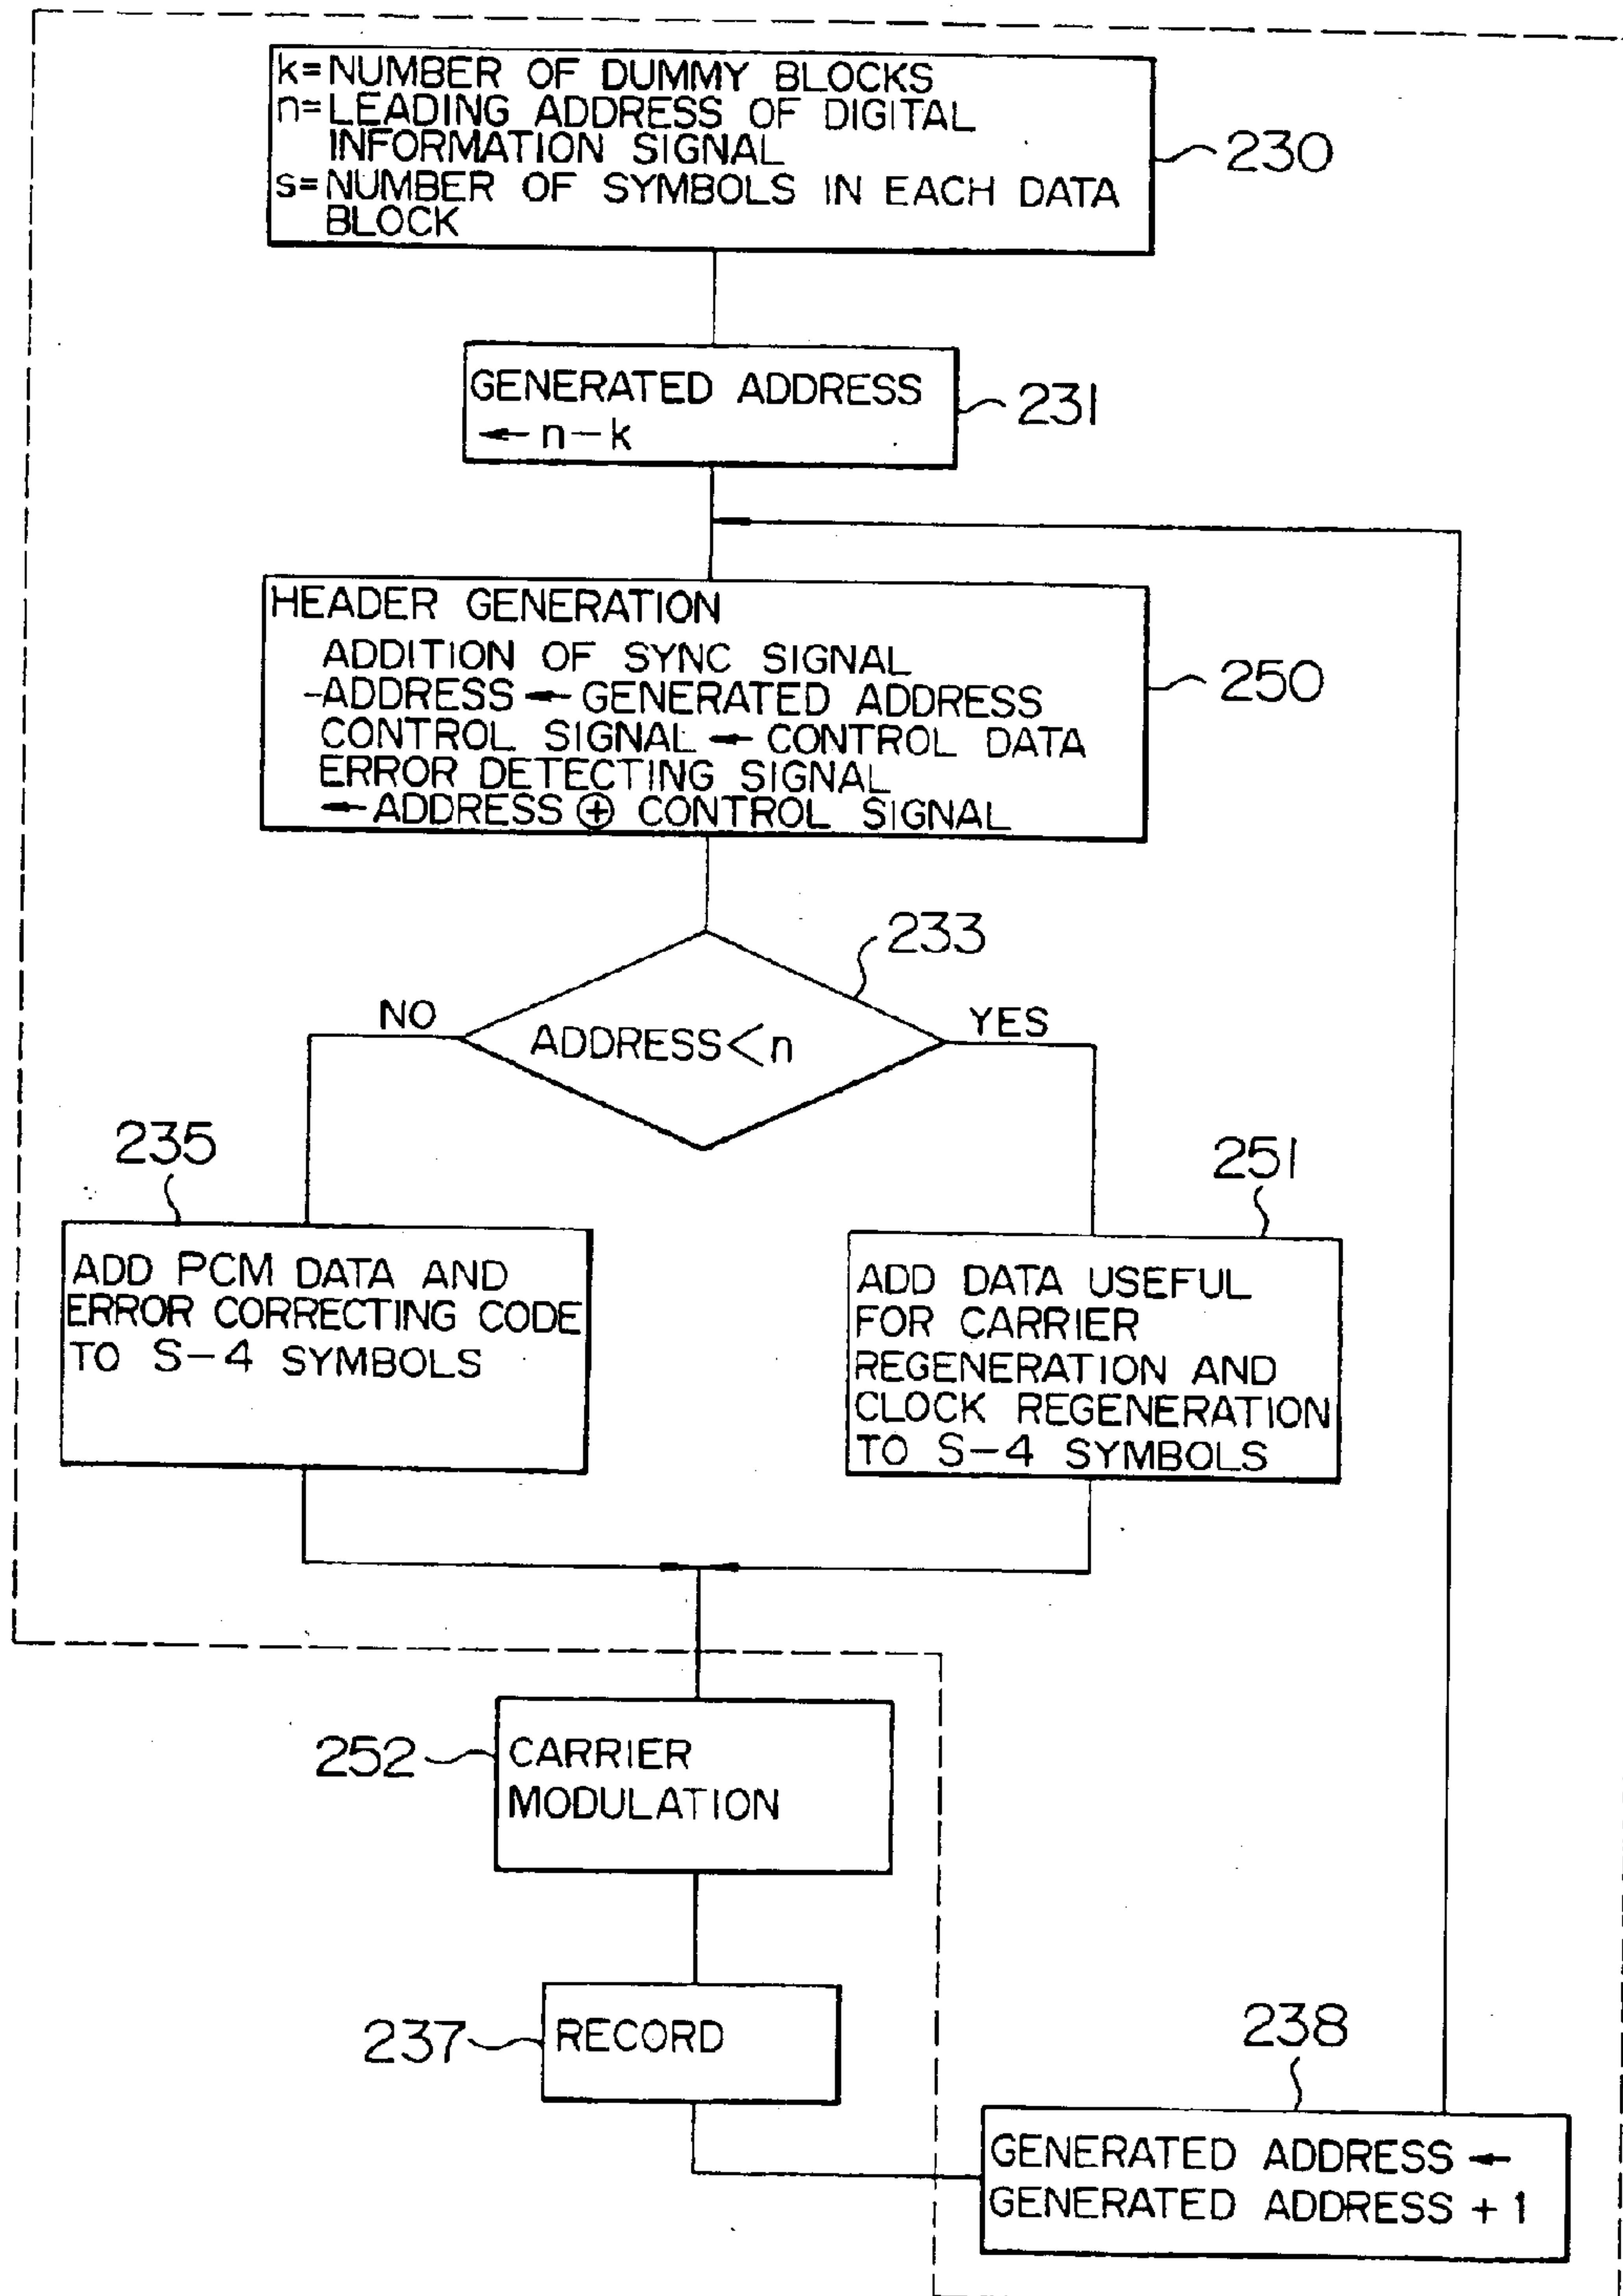 k=NUMBER OF DUMMY BLOCKS
n=LEADING ADDRESS OF DIGITAL
INFORMATION SIGNAL
s=NUMBER OF SYMBOLS IN EACH DATA
BLOCK
230
GENERATED ADDRESS
← n-k
231
HEADER GENERATION
ADDITION OF SYNC SIGNAL
-ADDRESS ← GENERATED ADDRESS
CONTROL SIGNAL ← CONTROL DATA
ERROR DETECTING SIGNAL
← ADDRESS ⊕ CONTROL SIGNAL
250
233
NO
ADDRESS<n
YES
235
251
ADD PCM DATA AND
ERROR CORRECTING CODE
TO S-4 SYMBOLS
ADD DATA USEFUL
FOR CARRIER
REGENERATION AND
CLOCK REGENERATION
TO S-4 SYMBOLS
252
CARRIER
MODULATION
237
RECORD
238
GENERATED ADDRESS ←
GENERATED ADDRESS + 1